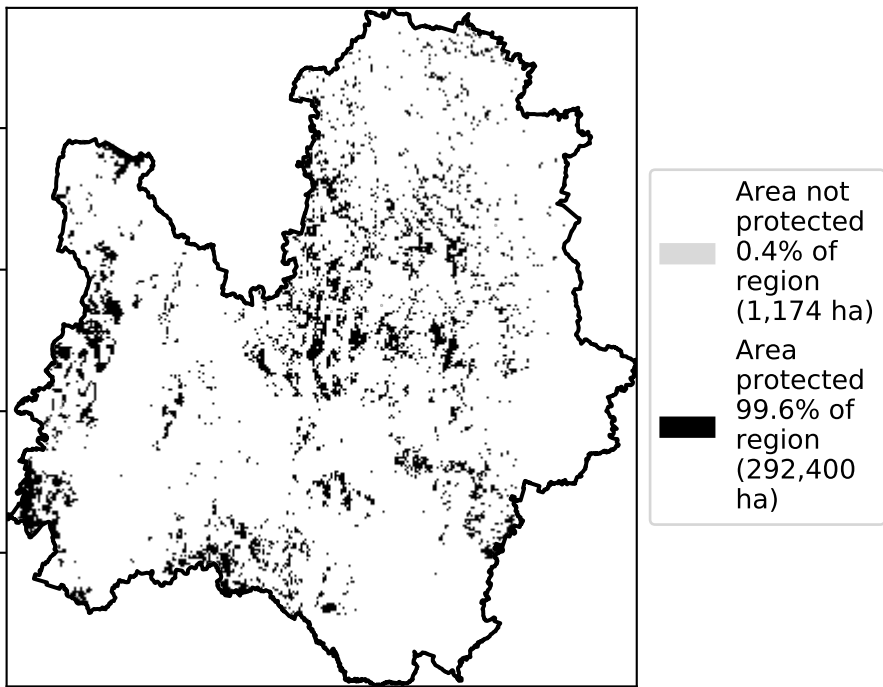 Area not
protected
0.4% of
region
(1,174 ha)
Area
protected
99.6% of
region
(292,400
ha)